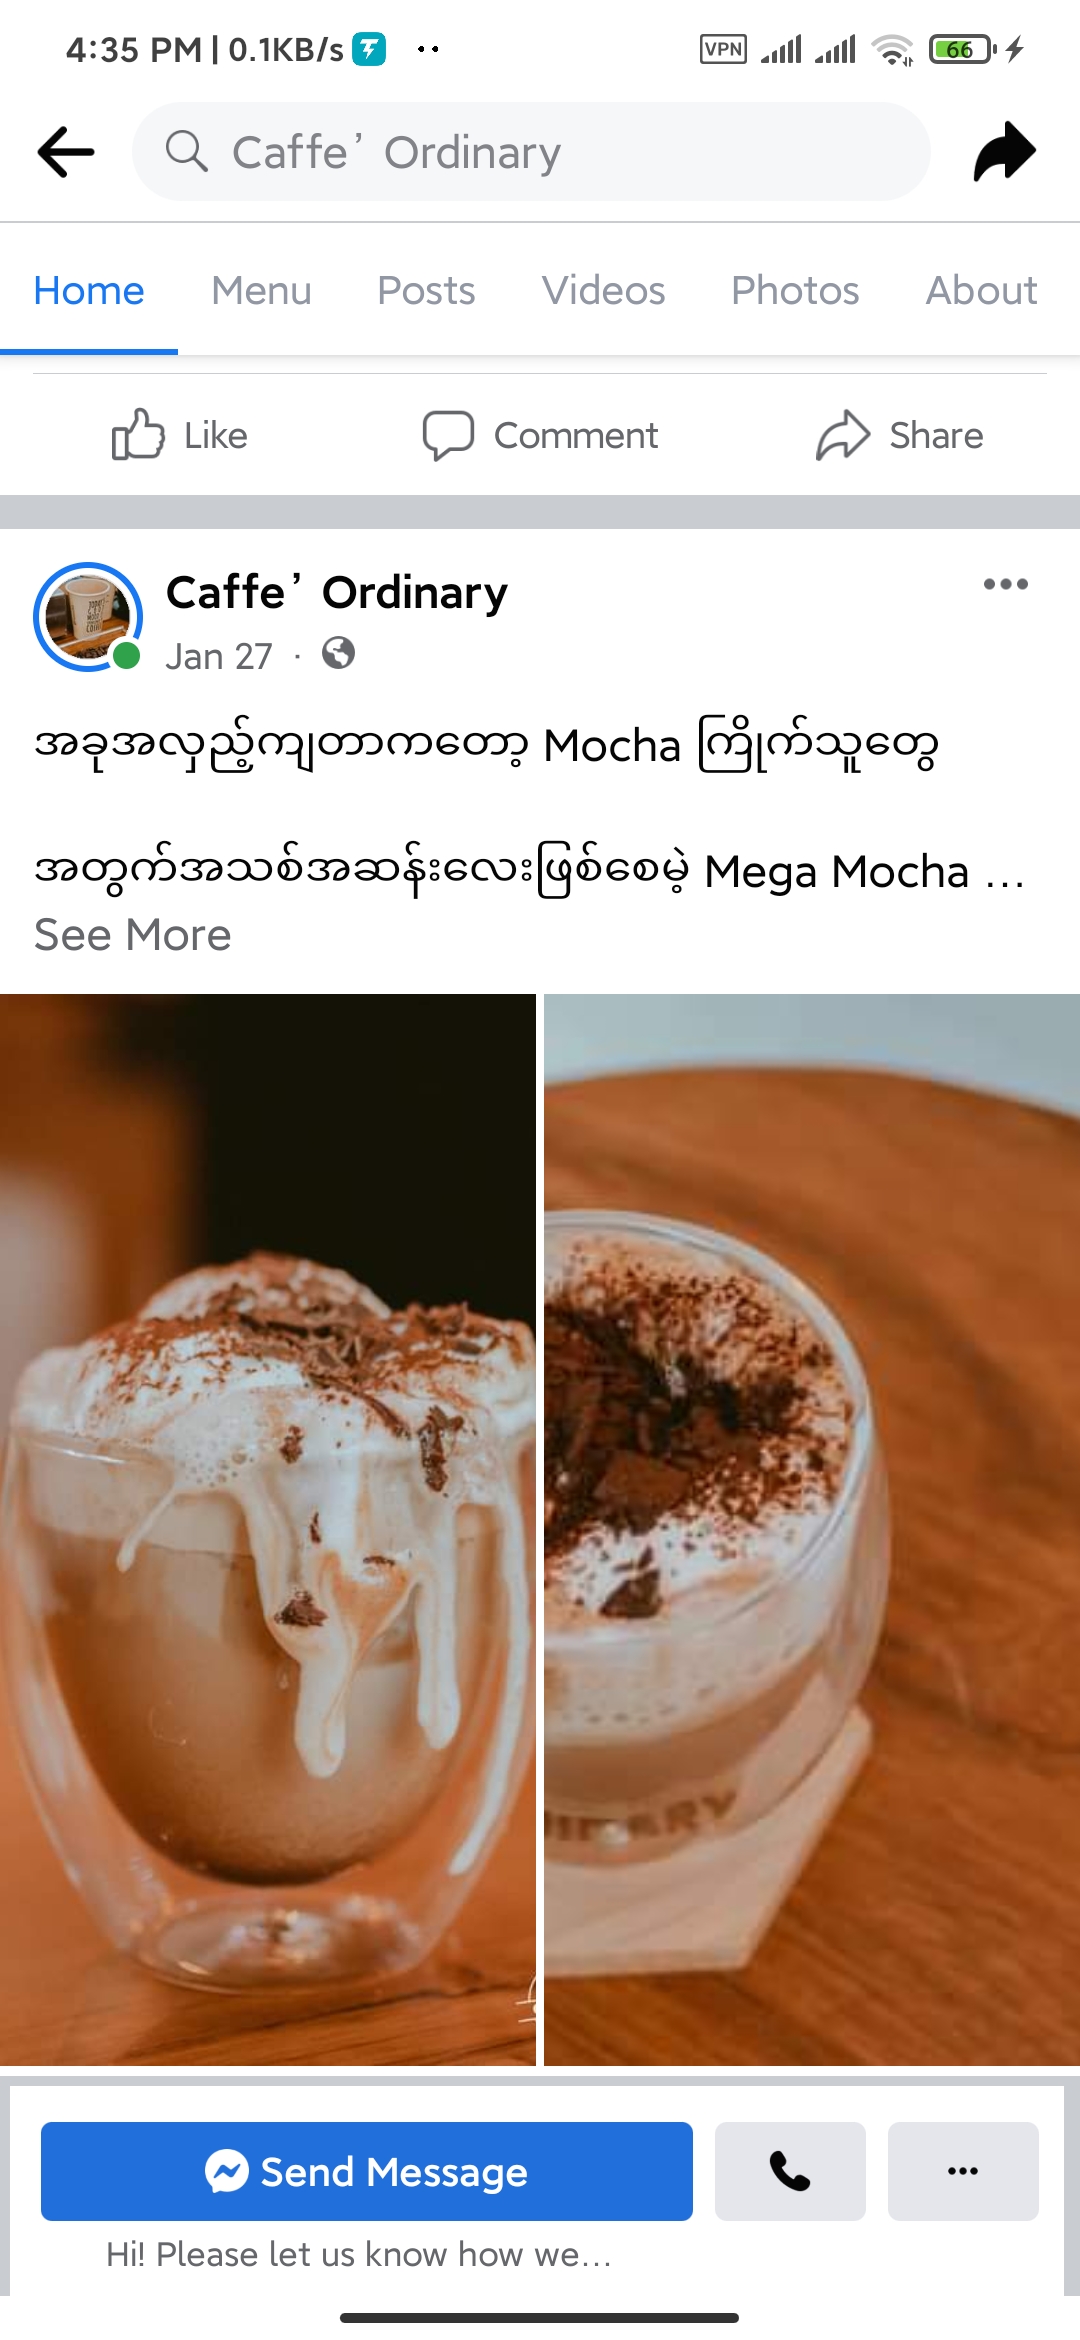 4:35 PM | 0.1KB/s
VPN
66
Caffe’ Ordinary
Home Menu Posts Videos Photos About
Like Comment Share
Caffe’ Ordinary
Jan 27 ·
အခုအလှည့်ကျတာကတော့ Mocha ကြိုက်သူတွေ
အတွက်အသစ်အဆန်းလေးဖြစ်စေမဲ့ Mega Mocha ...
See More
Send Message
Hi! Please let us know how we...